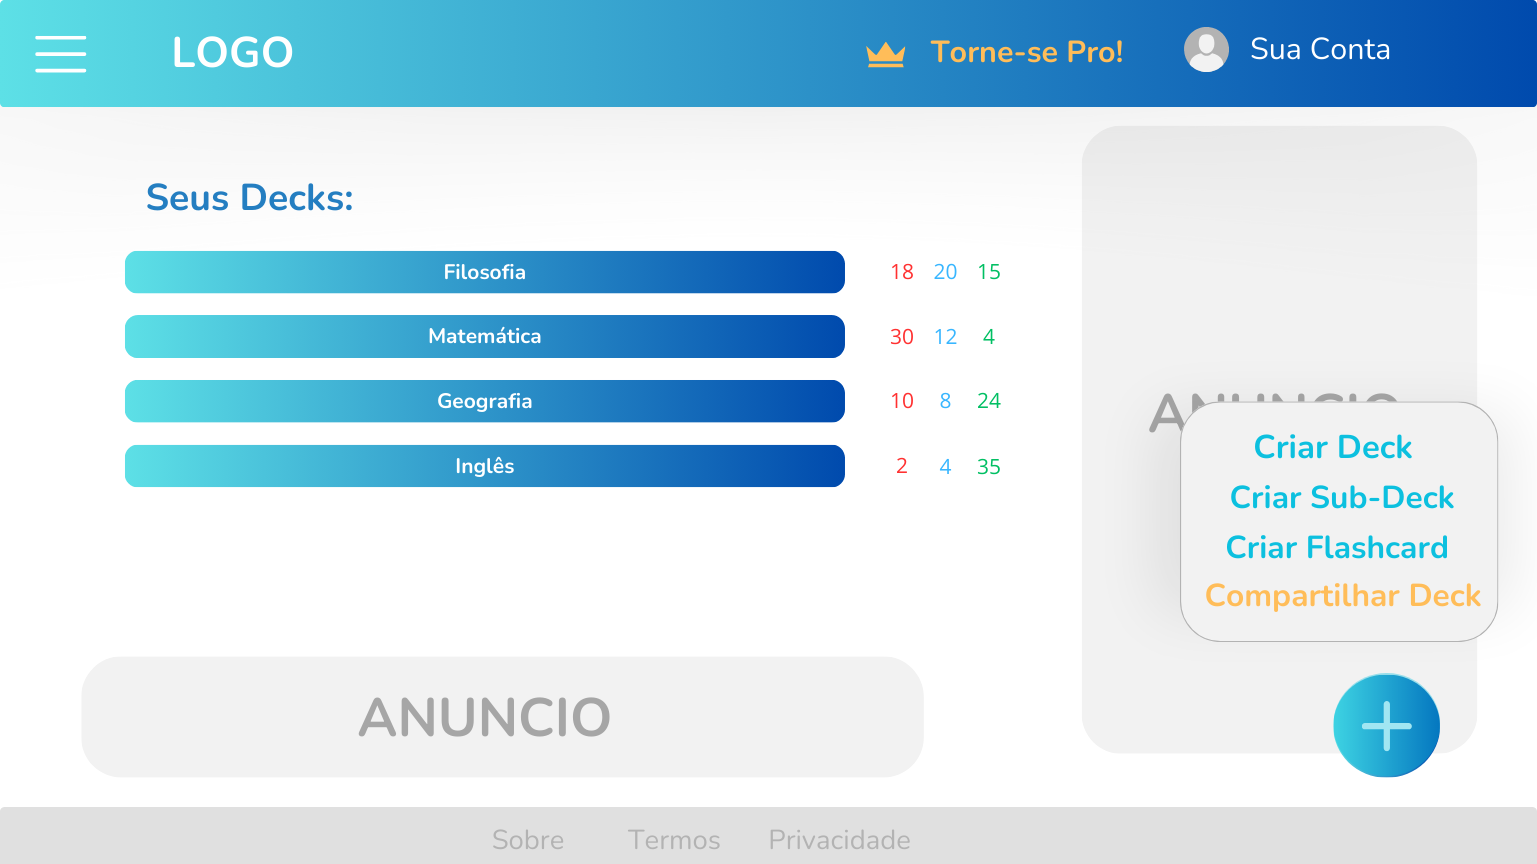 LOGO
Torne-se Pro!
Sua Conta
Seus Decks:
Filosofia 18 20 15
Matemática 30 12 4
Geografia 10 8 24
Inglês 2 4 35
ANUNCIO
Criar Deck
Criar Sub-Deck
Criar Flashcard
Compartilhar Deck
ANUNCIO
Sobre Termos Privacidade